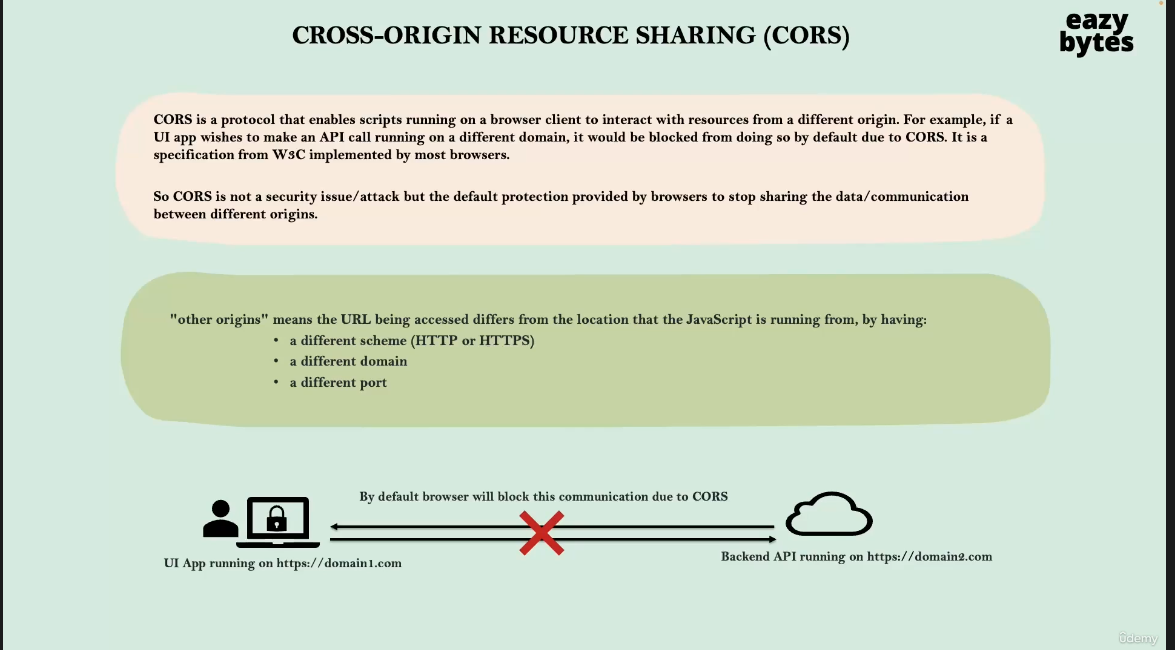 CROSS-ORIGIN RESOURCE SHARING (CORS)
eazy
bytes
CORS is a protocol that enables scripts running on a browser client to interact with resources from a different origin. For example, if a
UI app wishes to make an API call running on a different domain, it would be blocked from doing so by default due to CORS. It is a
specification from W3C implemented by most browsers.
So CORS is not a security issue/attack but the default protection provided by browsers to stop sharing the data/communication
between different origins.
"other origins" means the URL being accessed differs from the location that the JavaScript is running from, by having:
• a different scheme (HTTP or HTTPS)
• a different domain
• a different port
By default browser will block this communication due to CORS
UI App running on https://domain1.com
Backend API running on https://domain2.com
Udemy